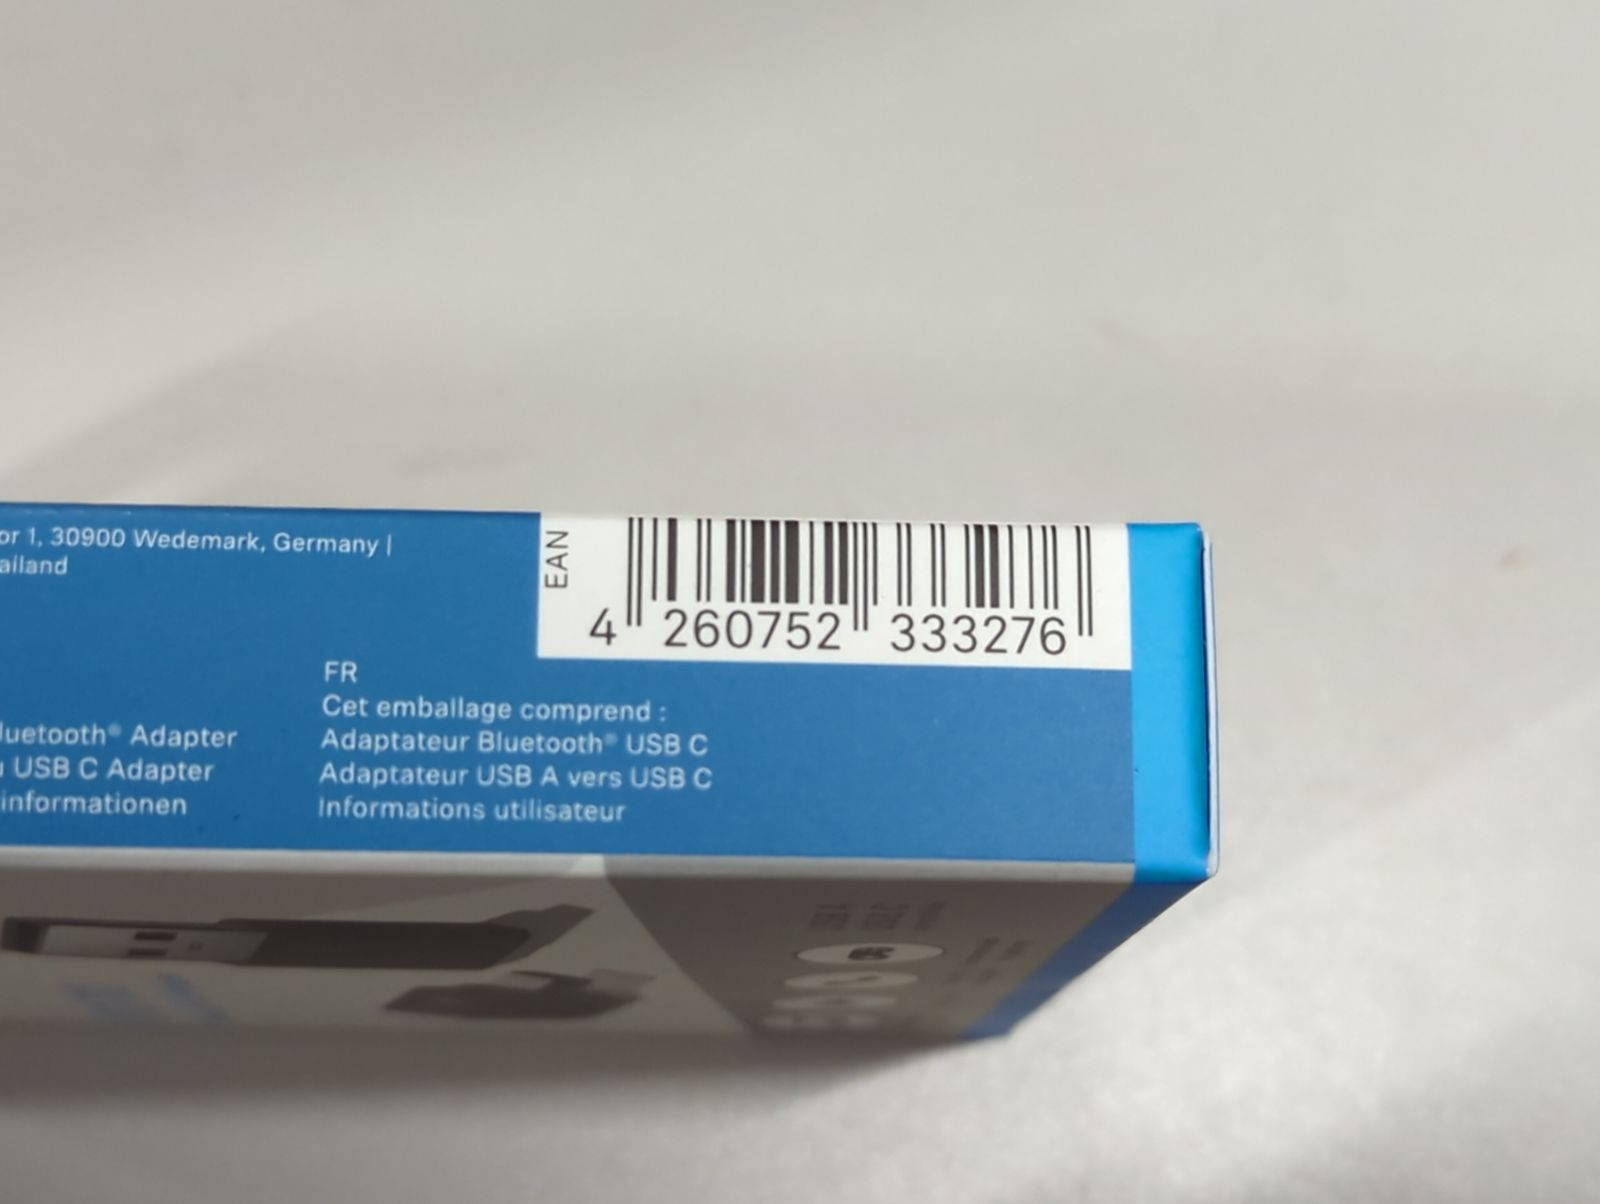 or 1, 30900 Wedemark, Germany |
ailand
EAN
4 260752 333276
luetooth® Adapter
USB C Adapter
informationen
FR
Cet emballage comprend :
Adaptateur Bluetooth® USB C
Adaptateur USB A vers USB C
Informations utilisateur